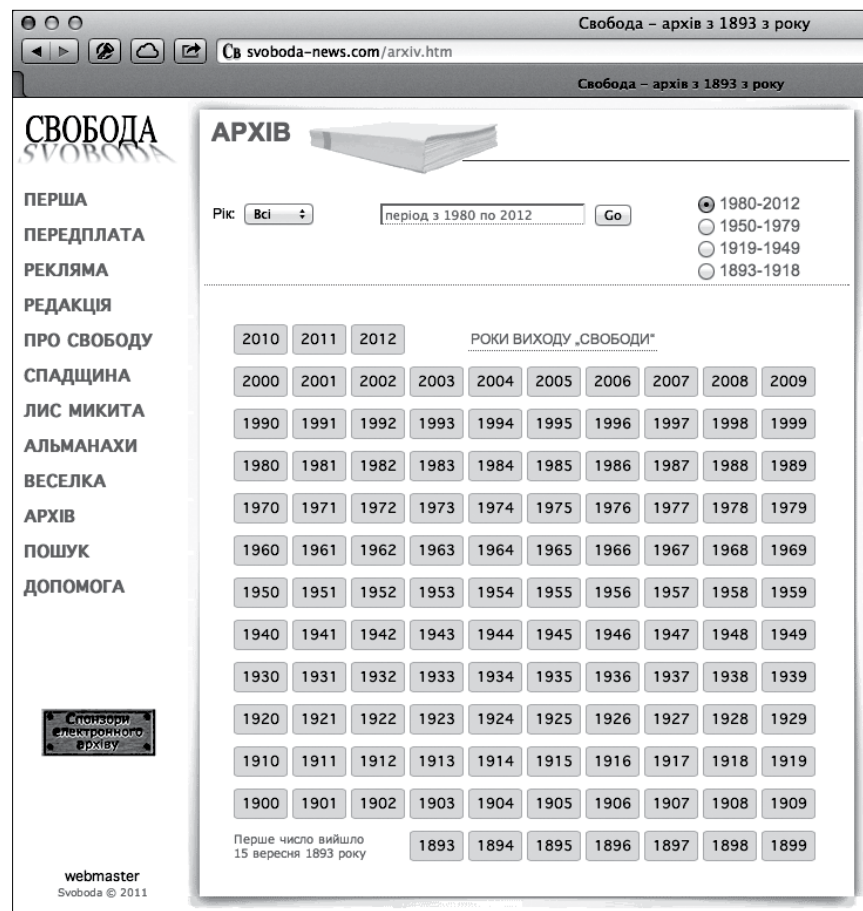 Свобода – архів з 1893 з року
Св svoboda-news.com/arxiv.htm
Свобода – архів з 1893 з року
СВОБОДА
SVOBODA
ПЕРША
ПЕРЕДПЛАТА
РЕКЛЯМА
РЕДАКЦІЯ
ПРО СВОБОДУ
СПАДЩИНА
ЛИС МИКИТА
АЛЬМАНАХИ
ВЕСЕЛКА
АРХІВ
ПОШУК
ДОПОМОГА
Спонзори
електронного
архіву
webmaster
Svoboda © 2011
АРХІВ
Рік: Всі період з 1980 по 2012 Go
1980-2012
1950-1979
1919-1949
1893-1918
2010 2011 2012 РОКИ ВИХОДУ „СВОБОДИ“
2000 2001 2002 2003 2004 2005 2006 2007 2008 2009
1990 1991 1992 1993 1994 1995 1996 1997 1998 1999
1980 1981 1982 1983 1984 1985 1986 1987 1988 1989
1970 1971 1972 1973 1974 1975 1976 1977 1978 1979
1960 1961 1962 1963 1964 1965 1966 1967 1968 1969
1950 1951 1952 1953 1954 1955 1956 1957 1958 1959
1940 1941 1942 1943 1944 1945 1946 1947 1948 1949
1930 1931 1932 1933 1934 1935 1936 1937 1938 1939
1920 1921 1922 1923 1924 1925 1926 1927 1928 1929
1910 1911 1912 1913 1914 1915 1916 1917 1918 1919
1900 1901 1902 1903 1904 1905 1906 1907 1908 1909
Перше число вийшло
15 вересня 1893 року
1893 1894 1895 1896 1897 1898 1899